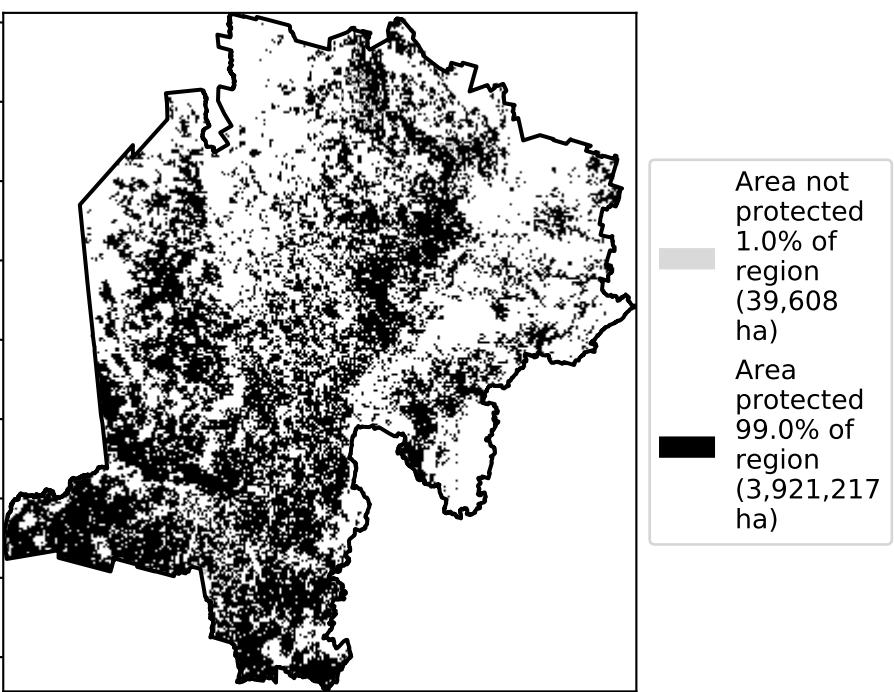 Area not
protected
1.0% of
region
(39,608
ha)
Area
protected
99.0% of
region
(3,921,217
ha)